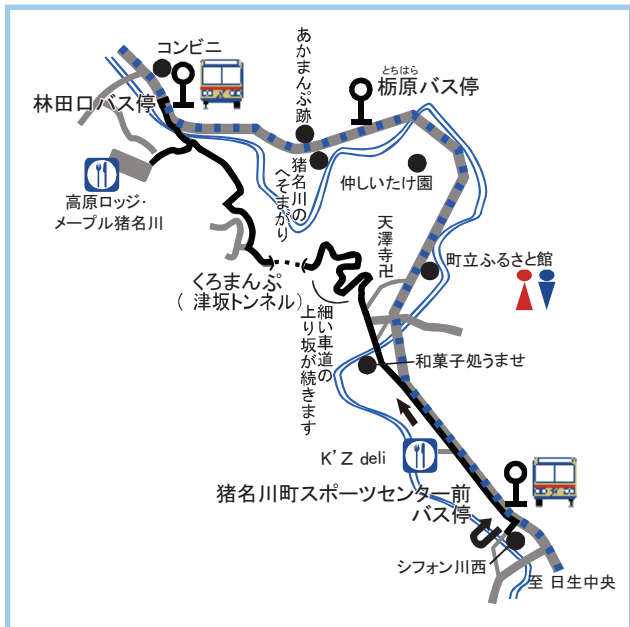 コンビニ
林田口バス停
あかまんぷ跡
とちはら
栃原バス停
猪名川の
へそまがり
仲しいたけ園
高原ロッジ・
メープル猪名川
天澤寺卍
町立ふるさと館
くろまんぷ
（津坂トンネル）
細い車道の
上り坂が続きます
和菓子処うませ
K'Z deli
猪名川町スポーツセンター前
バス停
シフォン川西
至 日生中央